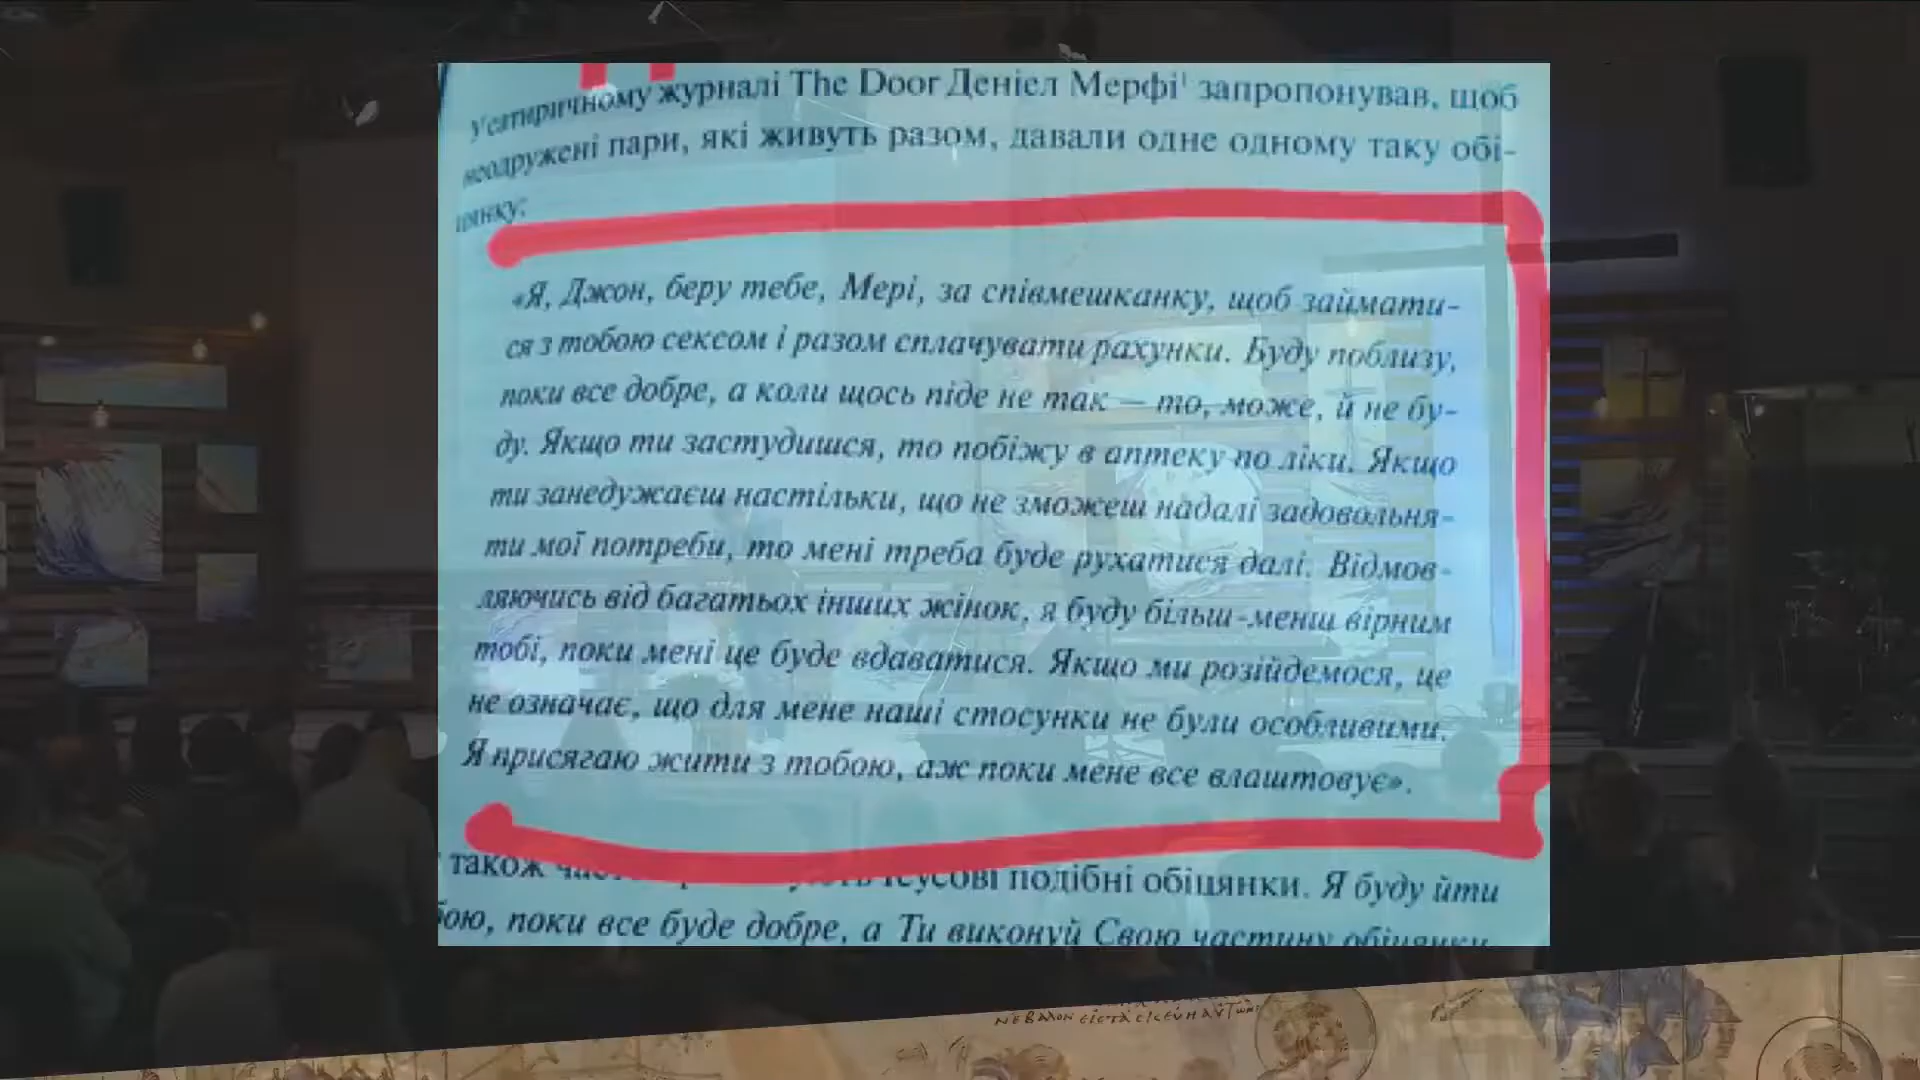 У сатиричному журналі The Door Деніел Мерфі¹ запропонував, щоб
неодружені пари, які живуть разом, давали одне одному таку обі-
цянку:
«Я, Джон, беру тебе, Мері, за співмешканку, щоб займати-
ся з тобою сексом і разом сплачувати рахунки. Буду поблизу,
поки все добре, а коли щось піде не так — то, може, й не бу-
ду. Якщо ти застудишся, то побіжу в аптеку по ліки. Якщо
ти занедужаєш настільки, що не зможеш надалі задовольня-
ти мої потреби, то мені треба буде рухатися далі. Відмов-
ляючись від багатьох інших жінок, я буду більш-менш вірним
тобі, поки мені це буде вдаватися. Якщо ми розійдемося, це
не означає, що для мене наші стосунки не були особливими.
Я присягаю жити з тобою, аж поки мене все влаштовує».
також Ісусові подібні обіцянки. Я буду йти
бою, поки все буде добре, а Ти виконуй Свою частину обіцянки